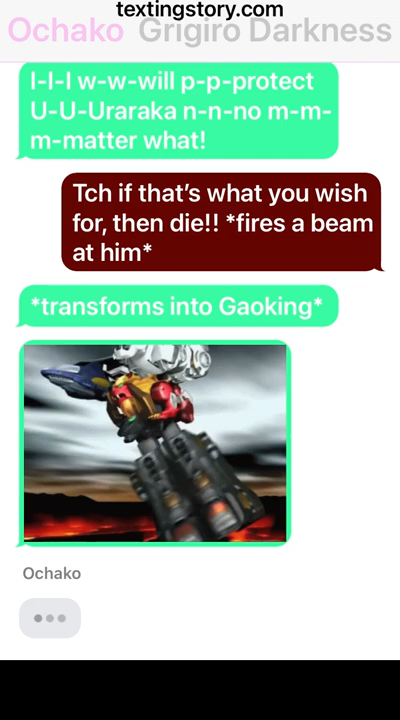 textingstory.com
Ochako Grigiro Darkness
I-I-I w-w-will p-p-protect
U-U-Uraraka n-n-no m-m-
m-matter what!
Tch if that's what you wish
for, then die!! *fires a beam
at him*
*transforms into Gaoking*
Ochako